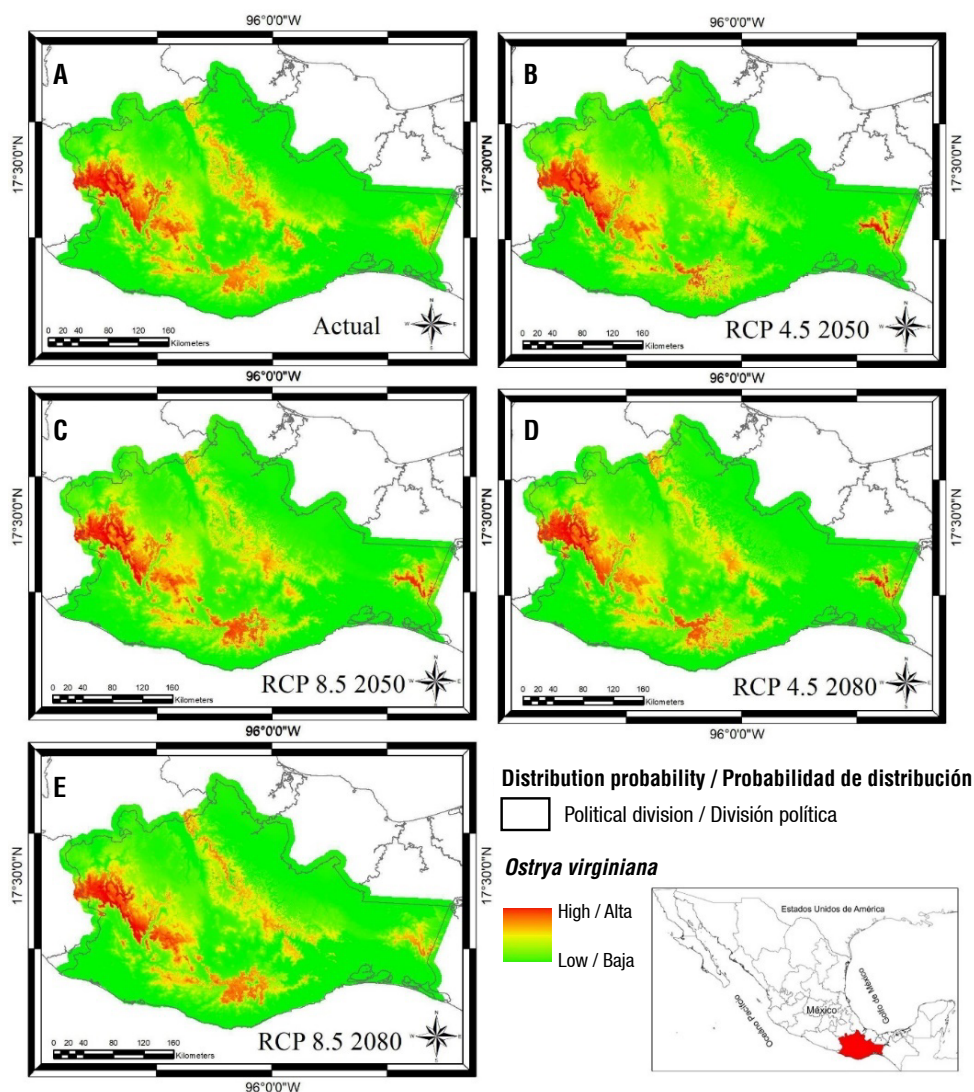 96°0'0"W
A
17°30'0"N
17°30'0"N
Actual
N
W E
S
0 20 40 80 120 160
Kilometers
96°0'0"W
96°0'0"W
B
17°30'0"N
RCP 4.5 2050
N
W E
S
0 20 40 80 120 160
Kilometers
96°0'0"W
C
17°30'0"N
17°30'0"N
RCP 8.5 2050
N
W E
S
0 20 40 80 120 160
Kilometers
96°0'0"W
D
17°30'0"N
RCP 4.5 2080
N
W E
S
0 20 40 80 120 160
Kilometers
96°0'0"W
E
17°30'0"N
RCP 8.5 2080
N
W E
S
0 20 40 80 120 160
Kilometers
Distribution probability / Probabilidad de distribución
Political division / División política
Ostrya virginiana
High / Alta
Low / Baja
Estados Unidos de América
Golfo de México
México
Océano Pacífico